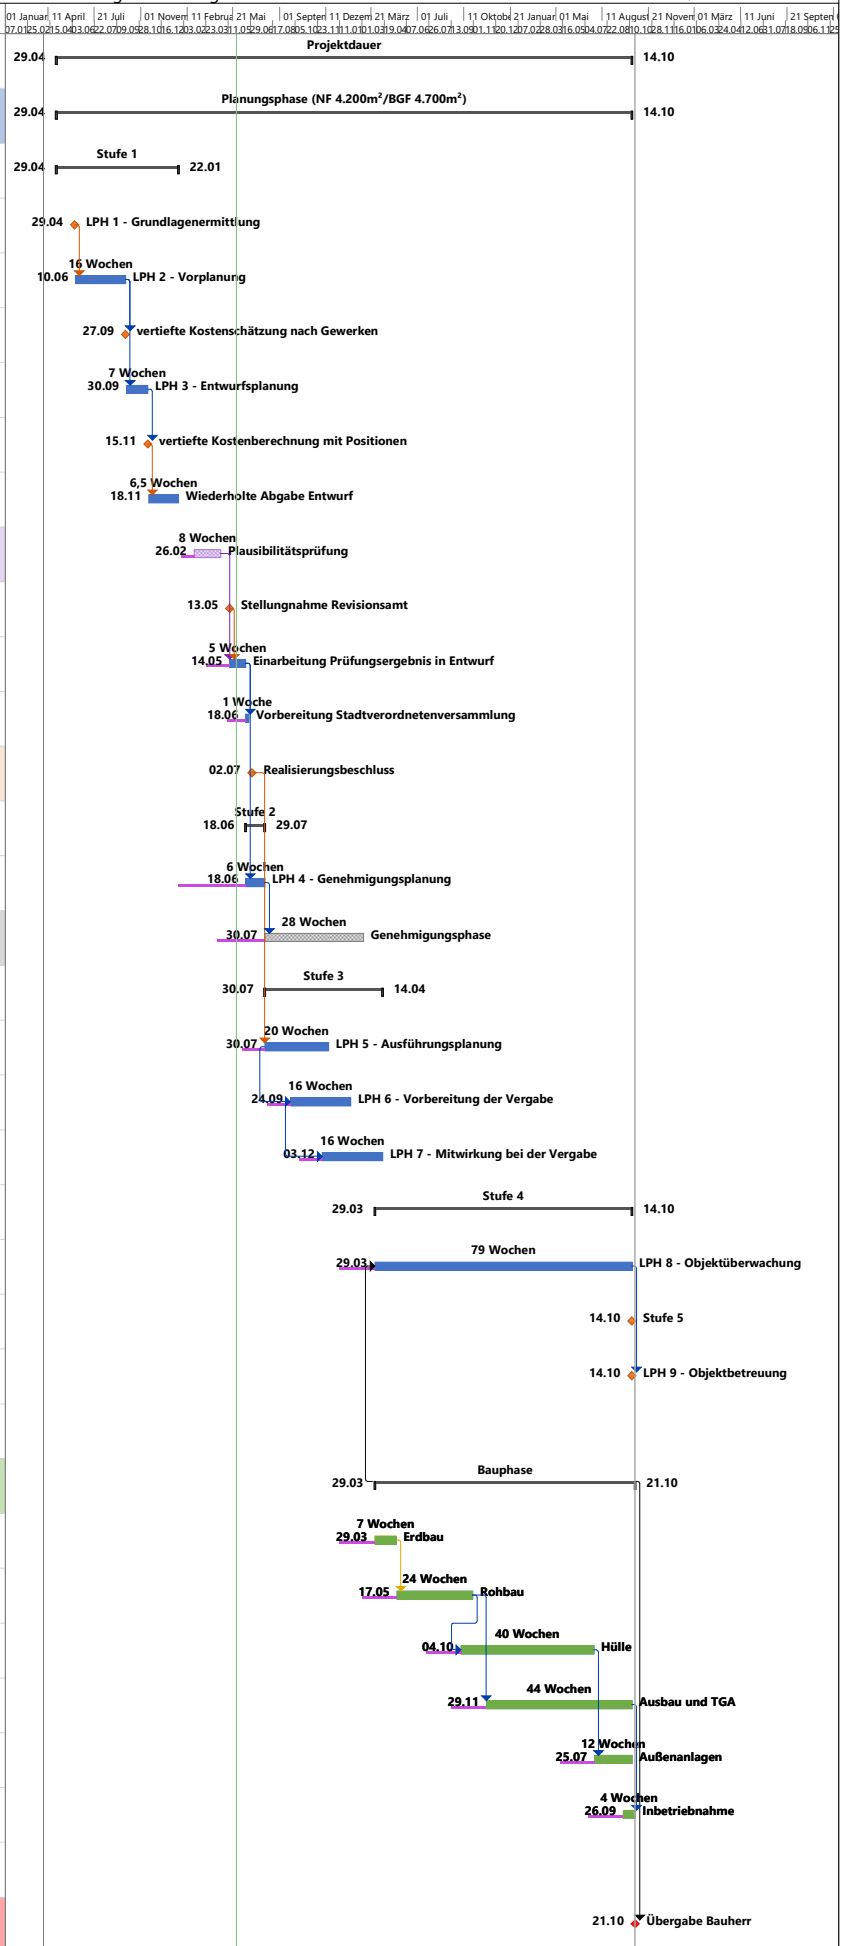 01 Januar 11 April 21 Juli 01 Novem 11 Februa 21 Mai 01 Septen 11 Dezem 21 März 01 Juli 11 Oktobe 21 Januar 01 Mai 11 August 21 Noven 01 März 11 Juni 21 Septen
Projektdauer
29.04 14.10
Planungsphase (NF 4.200m²/BGF 4.700m²)
29.04 14.10
Stufe 1
29.04 22.01
29.04 LPH 1 - Grundlagenermittlung
16 Wochen
10.06 LPH 2 - Vorplanung
27.09 vertiefte Kostenschätzung nach Gewerken
7 Wochen
30.09 LPH 3 - Entwurfsplanung
15.11 vertiefte Kostenberechnung mit Positionen
6,5 Wochen
18.11 Wiederholte Abgabe Entwurf
8 Wochen
26.02 Plausibilitätsprüfung
13.05 Stellungnahme Revisionsamt
5 Wochen
14.05 Einarbeitung Prüfungsergebnis in Entwurf
1 Woche
18.06 Vorbereitung Stadtverordnetenversammlung
02.07 Realisierungsbeschluss
Stufe 2
18.06 29.07
6 Wochen
18.06 LPH 4 - Genehmigungsplanung
28 Wochen
30.07 Genehmigungsphase
Stufe 3
30.07 14.04
20 Wochen
30.07 LPH 5 - Ausführungsplanung
16 Wochen
24.09 LPH 6 - Vorbereitung der Vergabe
16 Wochen
03.12 LPH 7 - Mitwirkung bei der Vergabe
Stufe 4
29.03 14.10
79 Wochen
29.03 LPH 8 - Objektüberwachung
14.10 Stufe 5
14.10 LPH 9 - Objektbetreuung
Bauphase
29.03 21.10
7 Wochen
29.03 Erdbau
24 Wochen
17.05 Rohbau
40 Wochen
04.10 Hülle
44 Wochen
29.11 Ausbau und TGA
12 Wochen
25.07 Außenanlagen
4 Wochen
26.09 Inbetriebnahme
21.10 Übergabe Bauherr